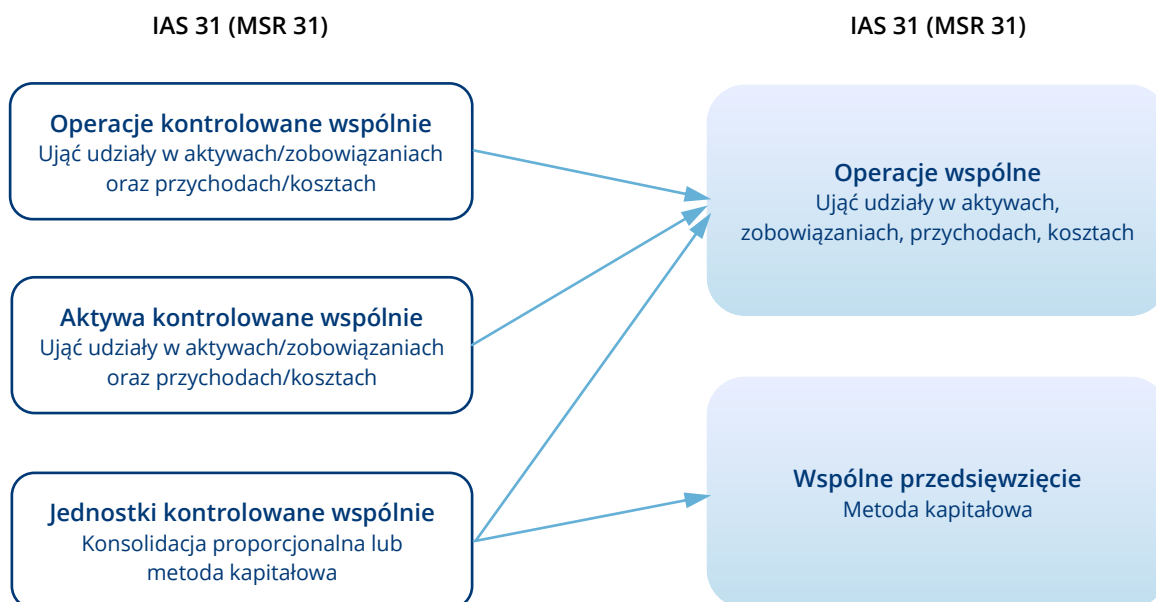 IAS 31 (MSR 31)
Operacje kontrolowane wspólnie
Ująć udziały w aktywach/zobowiązaniach
oraz przychodach/kosztach
Aktywa kontrolowane wspólnie
Ująć udziały w aktywach/zobowiązaniach
oraz przychodach/kosztach
Jednostki kontrolowane wspólnie
Konsolidacja proporcjonalna lub
metoda kapitałowa
IAS 31 (MSR 31)
Operacje wspólne
Ująć udziały w aktywach,
zobowiązaniach, przychodach, kosztach
Wspólne przedsięwzięcie
Metoda kapitałowa